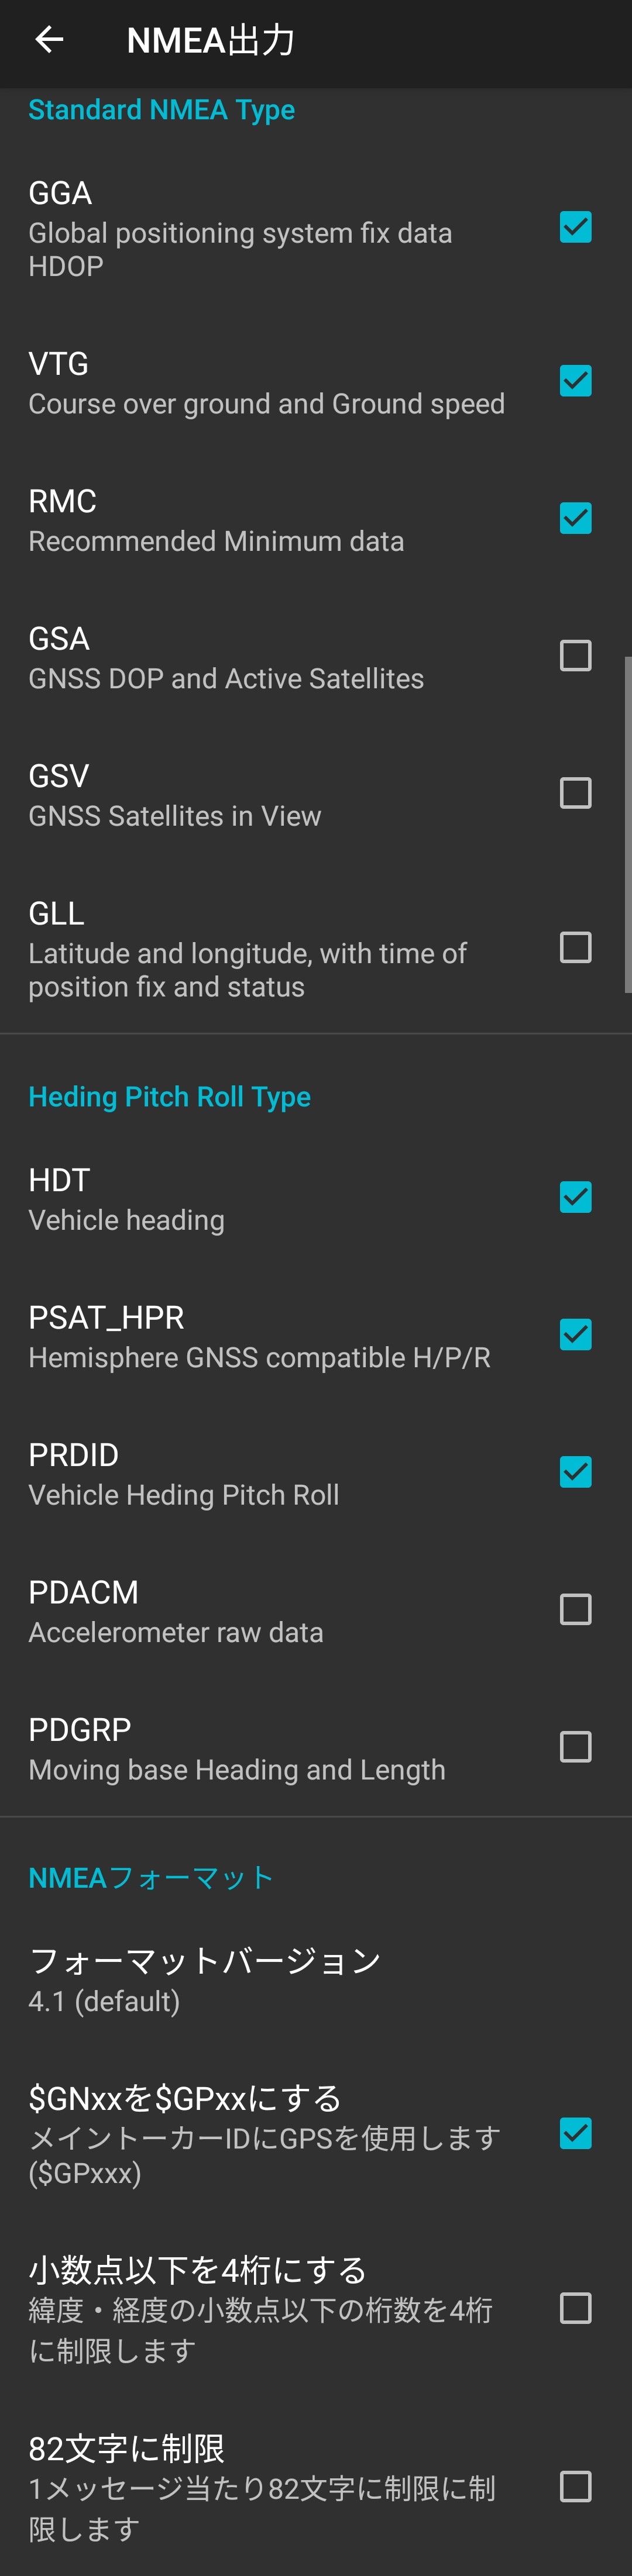 NMEA出力
Standard NMEA Type
GGA
Global positioning system fix data
HDOP
VTG
Course over ground and Ground speed
RMC
Recommended Minimum data
GSA
GNSS DOP and Active Satellites
GSV
GNSS Satellites in View
GLL
Latitude and longitude, with time of
position fix and status
Heding Pitch Roll Type
HDT
Vehicle heading
PSAT_HPR
Hemisphere GNSS compatible H/P/R
PRDID
Vehicle Heding Pitch Roll
PDACM
Accelerometer raw data
PDGRP
Moving base Heading and Length
NMEAフォーマット
フォーマットバージョン
4.1 (default)
$GNxxを$GPxxにする
メイントーカーIDにGPSを使用します
($GPxxx)
小数点以下を4桁にする
緯度・経度の小数点以下の桁数を4桁
に制限します
82文字に制限
1メッセージ当たり82文字に制限に制
限します